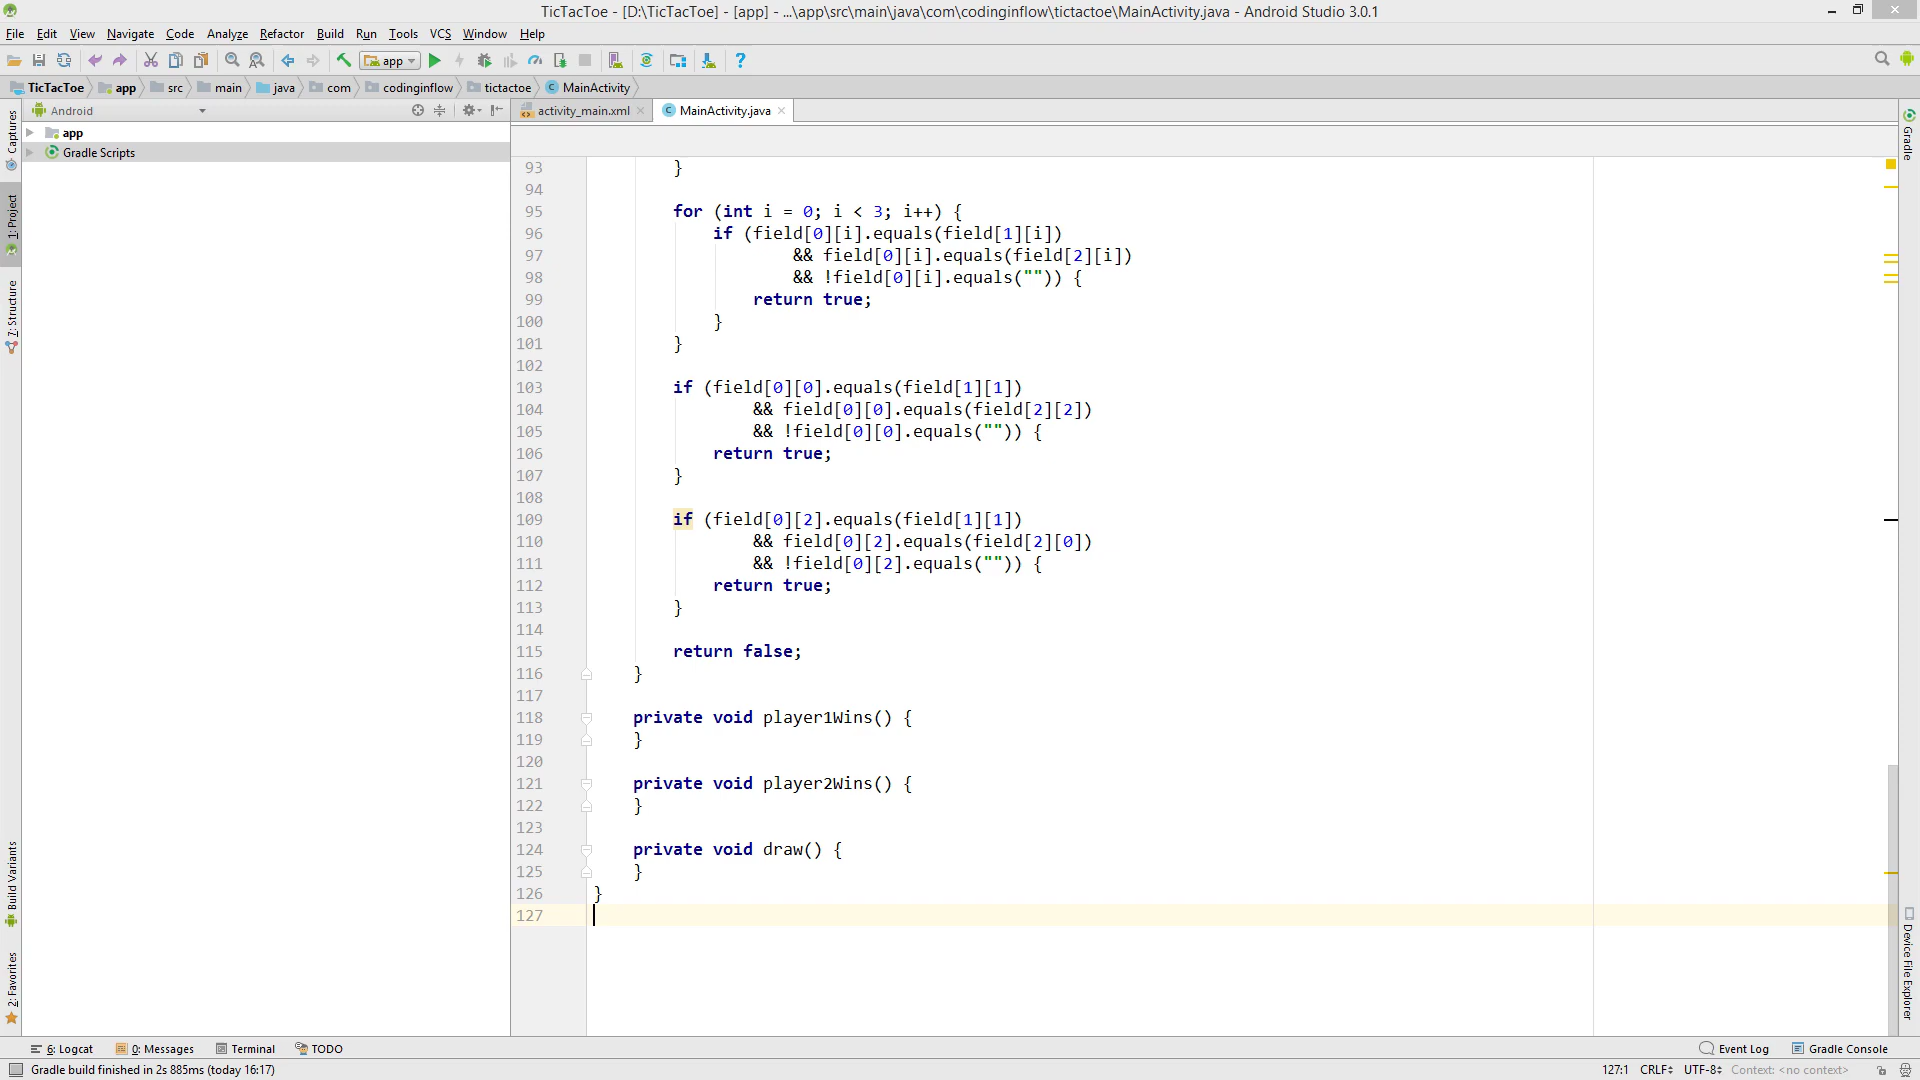 TicTacToe - [D:\TicTacToe] - [app] - ...\app\src\main\java\com\codinginflow\tictactoe\MainActivity.java - Android Studio 3.0.1
File Edit View Navigate Code Analyze Refactor Build Run Tools VCS Window Help
app
TicTacToe app src main java com codinginflow tictactoe MainActivity
Android
activity_main.xml
MainActivity.java
app
Gradle Scripts
Captures
1: Project
7: Structure
Build Variants
2: Favorites
Gradle
Device File Explorer
93 }
94
95 for (int i = 0; i < 3; i++) {
96 if (field[0][i].equals(field[1][i])
97 && field[0][i].equals(field[2][i])
98 && !field[0][i].equals("")) {
99 return true;
100 }
101 }
102
103 if (field[0][0].equals(field[1][1])
104 && field[0][0].equals(field[2][2])
105 && !field[0][0].equals("")) {
106 return true;
107 }
108
109 if (field[0][2].equals(field[1][1])
110 && field[0][2].equals(field[2][0])
111 && !field[0][2].equals("")) {
112 return true;
113 }
114
115 return false;
116 }
117
118 private void player1Wins() {
119 }
120
121 private void player2Wins() {
122 }
123
124 private void draw() {
125 }
126 }
127
6: Logcat 0: Messages Terminal TODO Event Log Gradle Console
Gradle build finished in 2s 885ms (today 16:17) 127:1 CRLF UTF-8 Context: <no context>